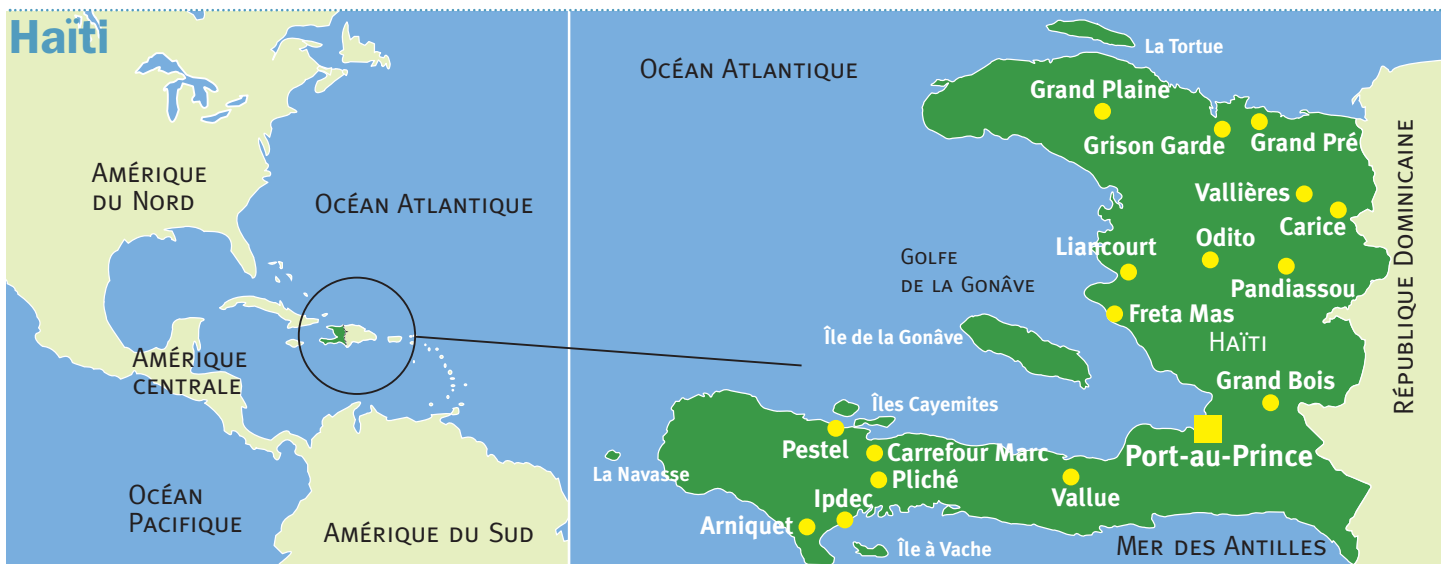 Haïti
Amérique
du Nord
Océan Atlantique
Amérique
centrale
Océan
Pacifique
Amérique du Sud
Océan Atlantique
La Tortue
Grand Plaine
Grison Garde
Grand Pré
Vallières
Carice
Liancourt
Odito
Pandiassou
Golfe
de la Gonâve
Freta Mas
Île de la Gonâve
Haïti
Grand Bois
Îles Cayemites
Port-au-Prince
Pestel
Carrefour Marc
La Navasse
Pliché
Vallue
Ipdec
Arniquet
Île à Vache
Mer des Antilles
République Dominicaine